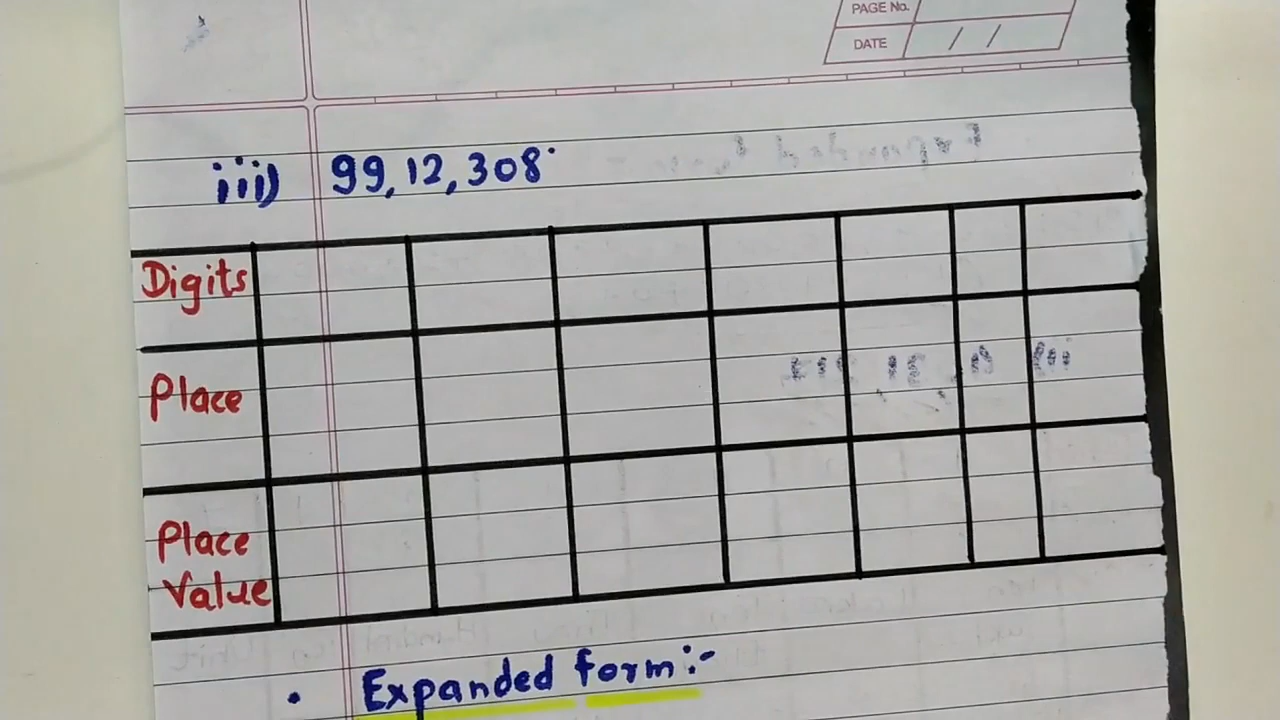 PAGE No.
DATE / /
iii) 99,12,308
Digits
Place
Place
Value
• Expanded form:-